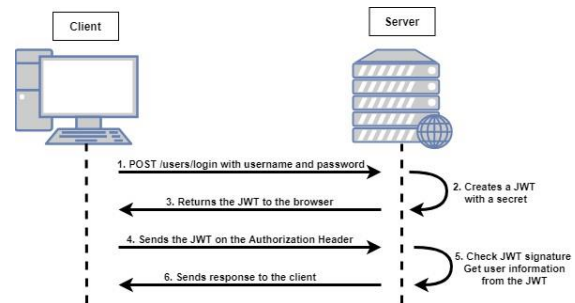 Client
Server
1. POST /users/login with username and password
2. Creates a JWT
with a secret
3. Returns the JWT to the browser
4. Sends the JWT on the Authorization Header
5. Check JWT signature
Get user information
from the JWT
6. Sends response to the client